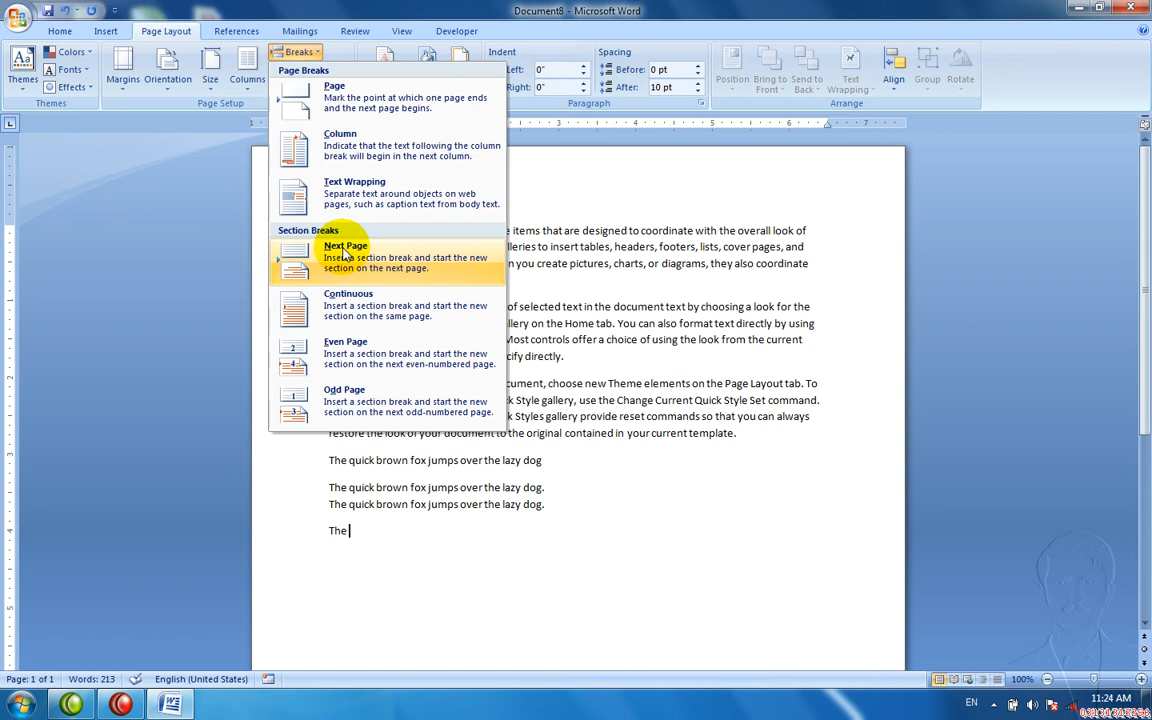 Document8 - Microsoft Word
Home Insert Page Layout References Mailings Review View Developer
Themes
Colors
Fonts
Effects
Themes
Margins Orientation Size Columns
Page Setup
Breaks
Indent
Left: 0"
Right: 0"
Spacing
Before: 0 pt
After: 10 pt
Paragraph
Position Bring to Front Send to Back Text Wrapping Align Group Rotate
Arrange
Page Breaks
Page
Mark the point at which one page ends
and the next page begins.
Column
Indicate that the text following the column
break will begin in the next column.
Text Wrapping
Separate text around objects on web
pages, such as caption text from body text.
Section Breaks
Next Page
Insert a section break and start the new
section on the next page.
Continuous
Insert a section break and start the new
section on the same page.
Even Page
Insert a section break and start the new
section on the next even-numbered page.
Odd Page
Insert a section break and start the new
section on the next odd-numbered page.
items that are designed to coordinate with the overall look of
lleries to insert tables, headers, footers, lists, cover pages, and
n you create pictures, charts, or diagrams, they also coordinate
of selected text in the document text by choosing a look for the
llery on the Home tab. You can also format text directly by using
Most controls offer a choice of using the look from the current
cify directly.
cument, choose new Theme elements on the Page Layout tab. To
k Style gallery, use the Change Current Quick Style Set command.
k Styles gallery provide reset commands so that you can always
restore the look of your document to the original contained in your current template.
The quick brown fox jumps over the lazy dog
The quick brown fox jumps over the lazy dog.
The quick brown fox jumps over the lazy dog.
The
Page: 1 of 1 Words: 213 English (United States) 100%
EN 11:24 AM